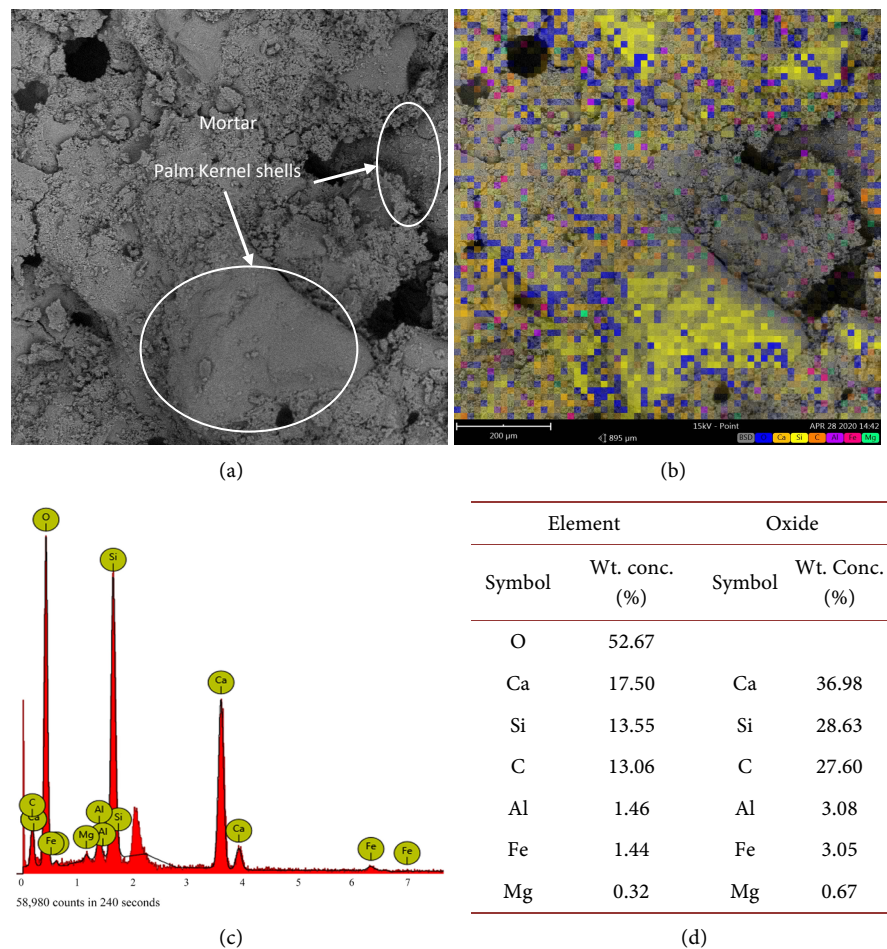 Mortar
Palm Kernel shells
200 μm
895 μm
15kV - Point
APR 28 2020 14:42
BSD Ca Si C Al Fe Mg
(a)
(b)
O
Si
Ca
C
Ca
Fe
Mg
Al
Al
Si
Ca
Fe
Fe
0 1 2 3 4 5 6 7
58,980 counts in 240 seconds
(c)
Element Oxide
Symbol Wt. conc. (%) Symbol Wt. Conc. (%)
O 52.67
Ca 17.50 Ca 36.98
Si 13.55 Si 28.63
C 13.06 C 27.60
Al 1.46 Al 3.08
Fe 1.44 Fe 3.05
Mg 0.32 Mg 0.67
(d)